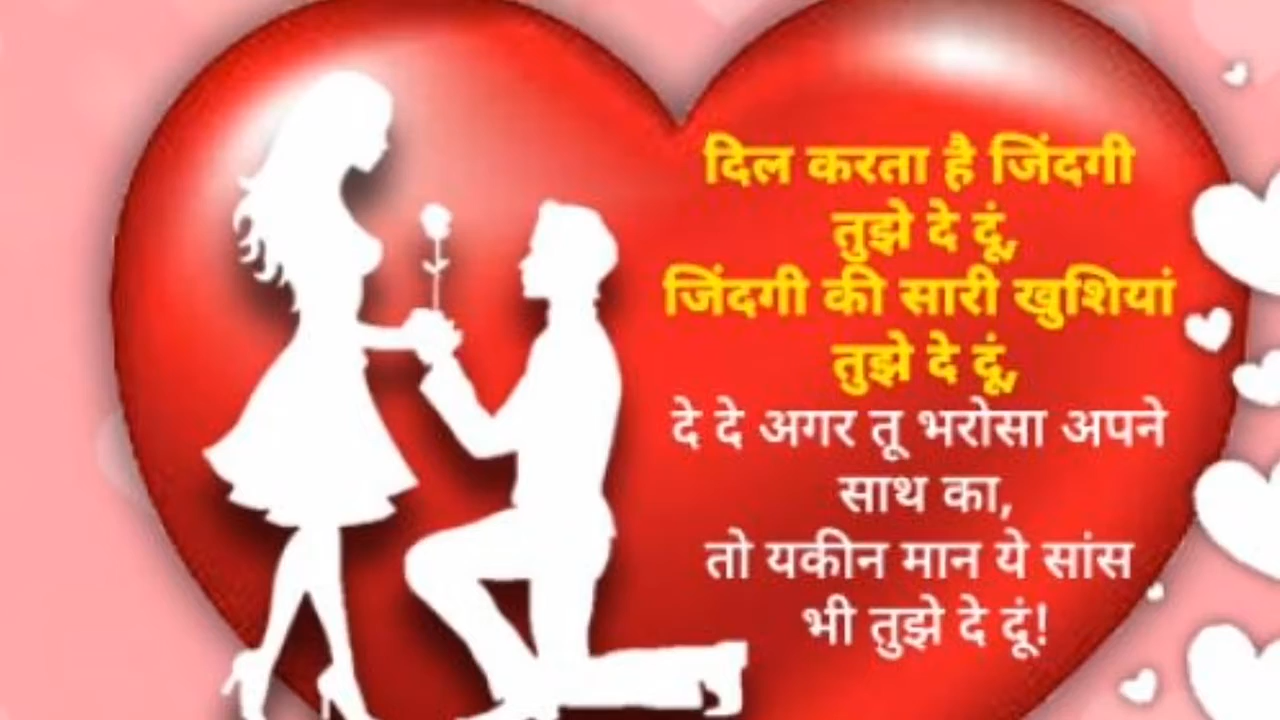 दिल करता है जिंदगी
तुझे दे दूं,
जिंदगी की सारी खुशियां
तुझे दे दूं,
दे दे अगर तू भरोसा अपने
साथ का,
तो यकीन मान ये सांस
भी तुझे दे दूं!